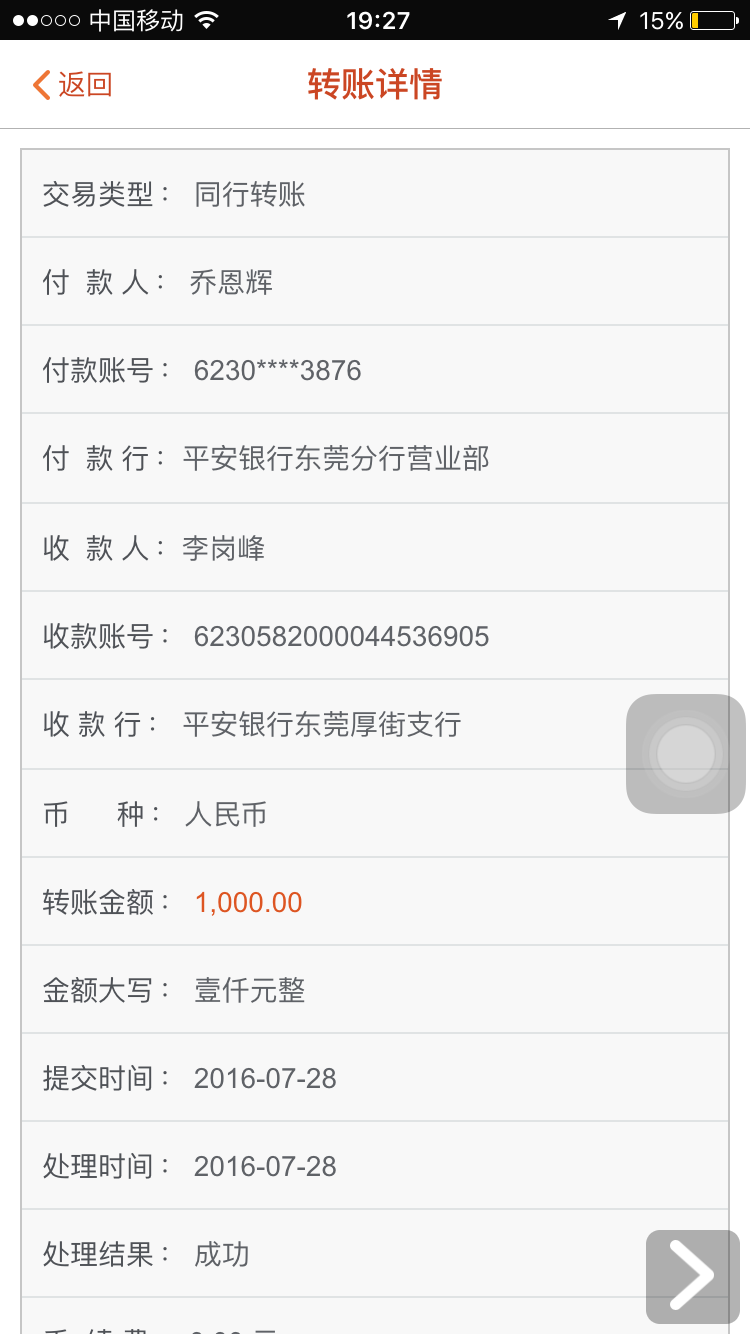 中国移动 19:27 15%
返回 转账详情
交易类型： 同行转账
付 款 人： 乔恩辉
付款账号： 6230****3876
付 款 行： 平安银行东莞分行营业部
收 款 人： 李岗峰
收款账号： 6230582000044536905
收 款 行： 平安银行东莞厚街支行
币 种： 人民币
转账金额： 1,000.00
金额大写： 壹仟元整
提交时间： 2016-07-28
处理时间： 2016-07-28
处理结果： 成功